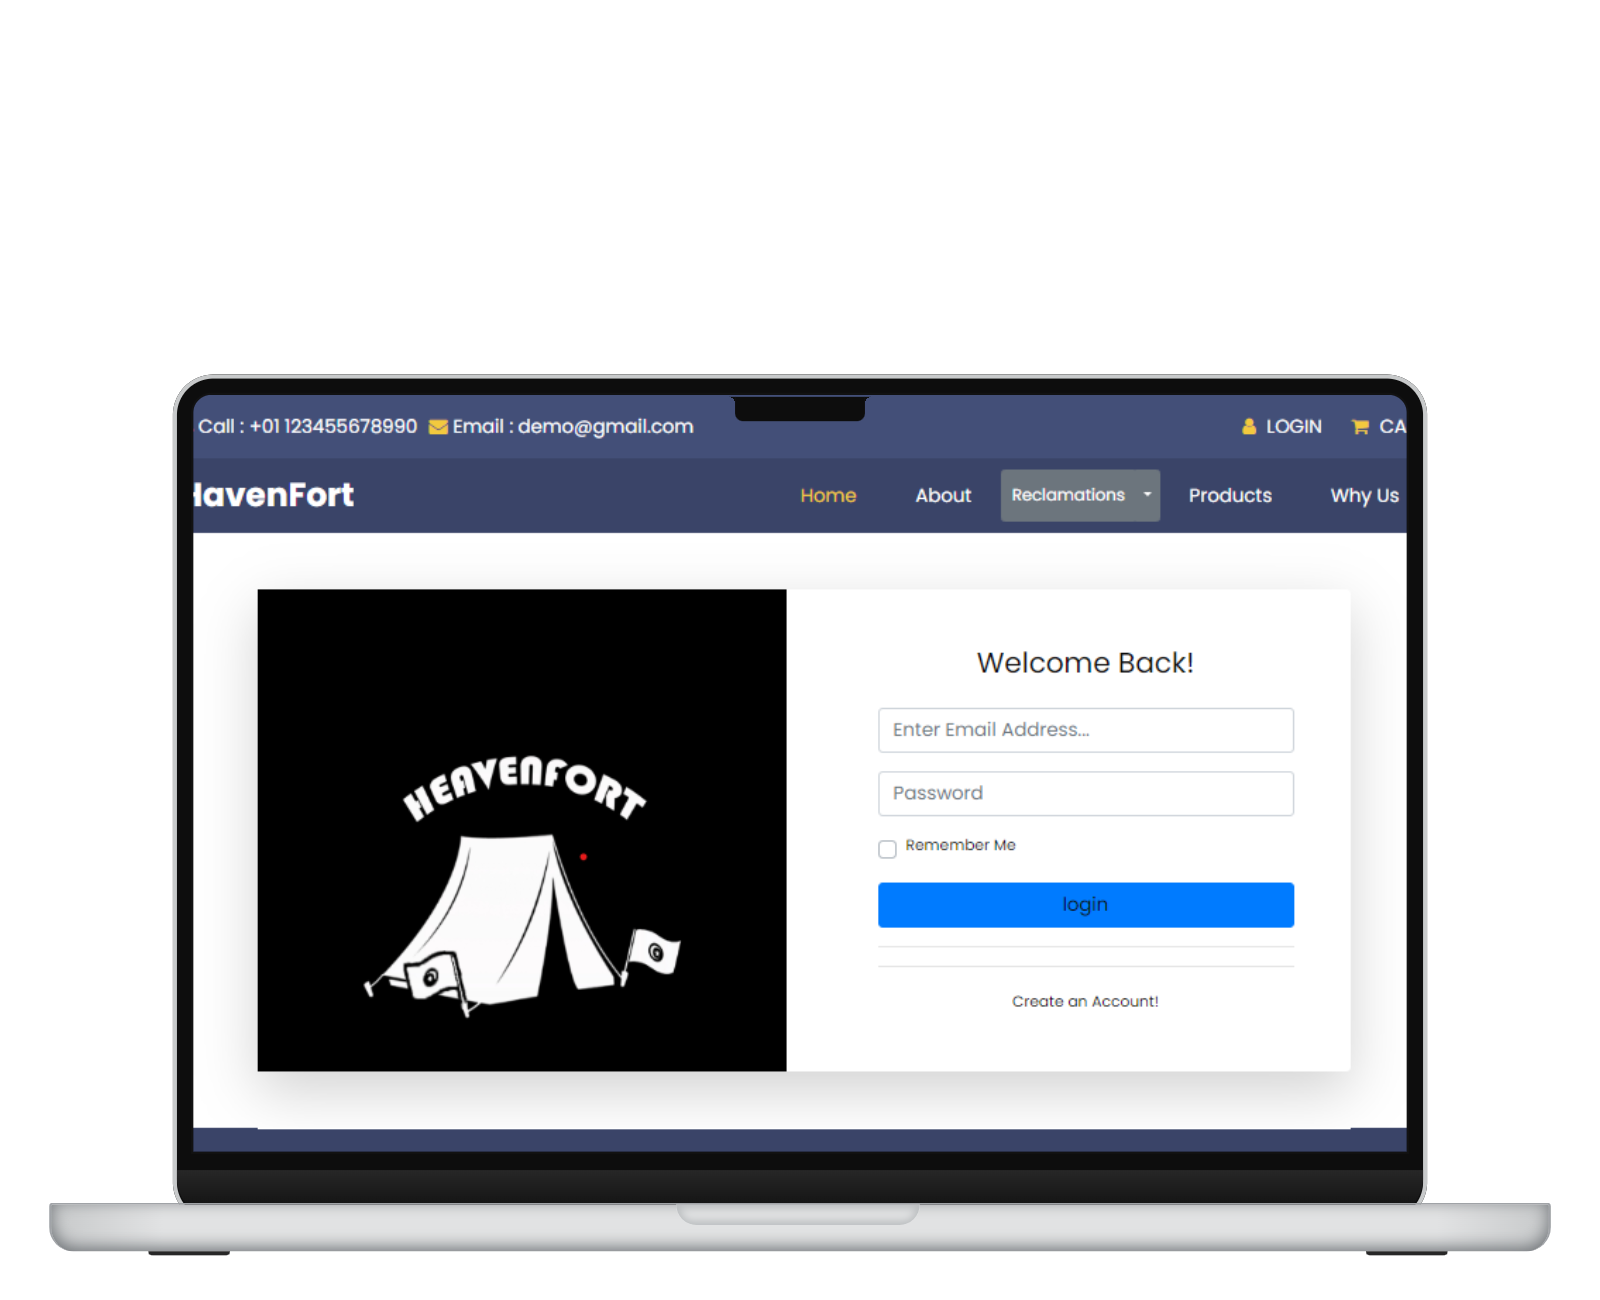 Call : +01 123455678990 Email : demo@gmail.com LOGIN CA
HavenFort Home About Reclamations Products Why Us
HEAVENFORT
Welcome Back!
Enter Email Address...
Password
Remember Me
login
Create an Account!